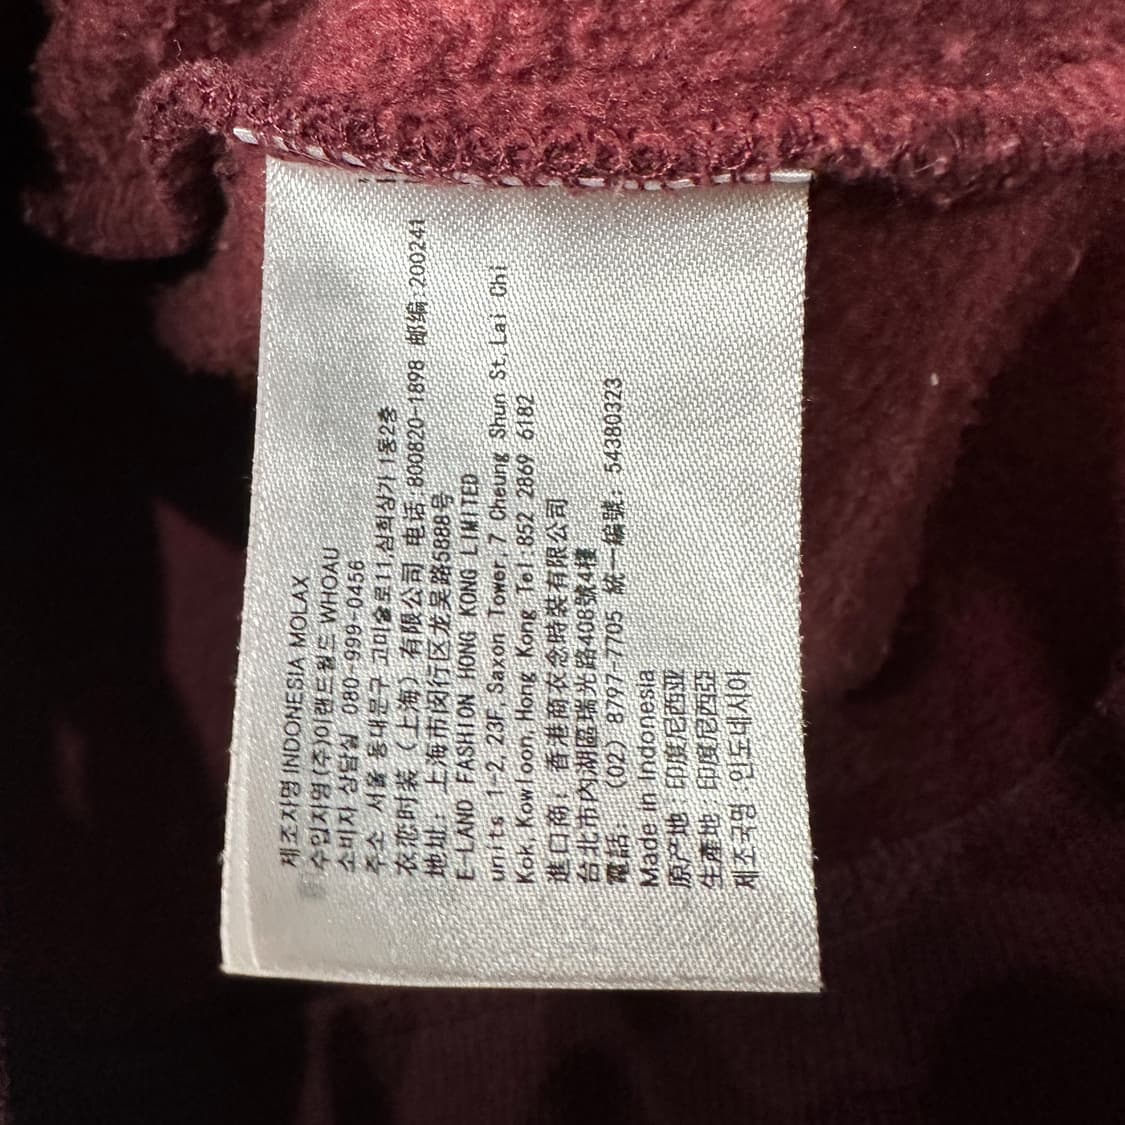 제조자명 INDONESIA MOLAX
수입자명 (주)이랜드월드 WHOAU
소비자 상담실 080-999-0456
주소 서울 동대문구 고미술로11삼희상가 1동2층
衣恋时装（上海）有限公司 电话:800820-1898 邮编 200241
地址: 上海市闵行区龙吴路5888号
E-LAND FASHION HONG KONG LIMITED
units 1-2, 23F, Saxon Tower,7 Cheung Shun St.Lai Chi
Kok,Kowloon,Hong Kong Tel:852 2869 6182
進口商: 香港商衣念時裝有限公司
台北市內湖區瑞光路408號4樓
電話: (02) 8797-7705 統一編號: 54380323
Made in Indonesia
原产地:印度尼西亚
生產地:印度尼西亞
제조국명:인도네시아